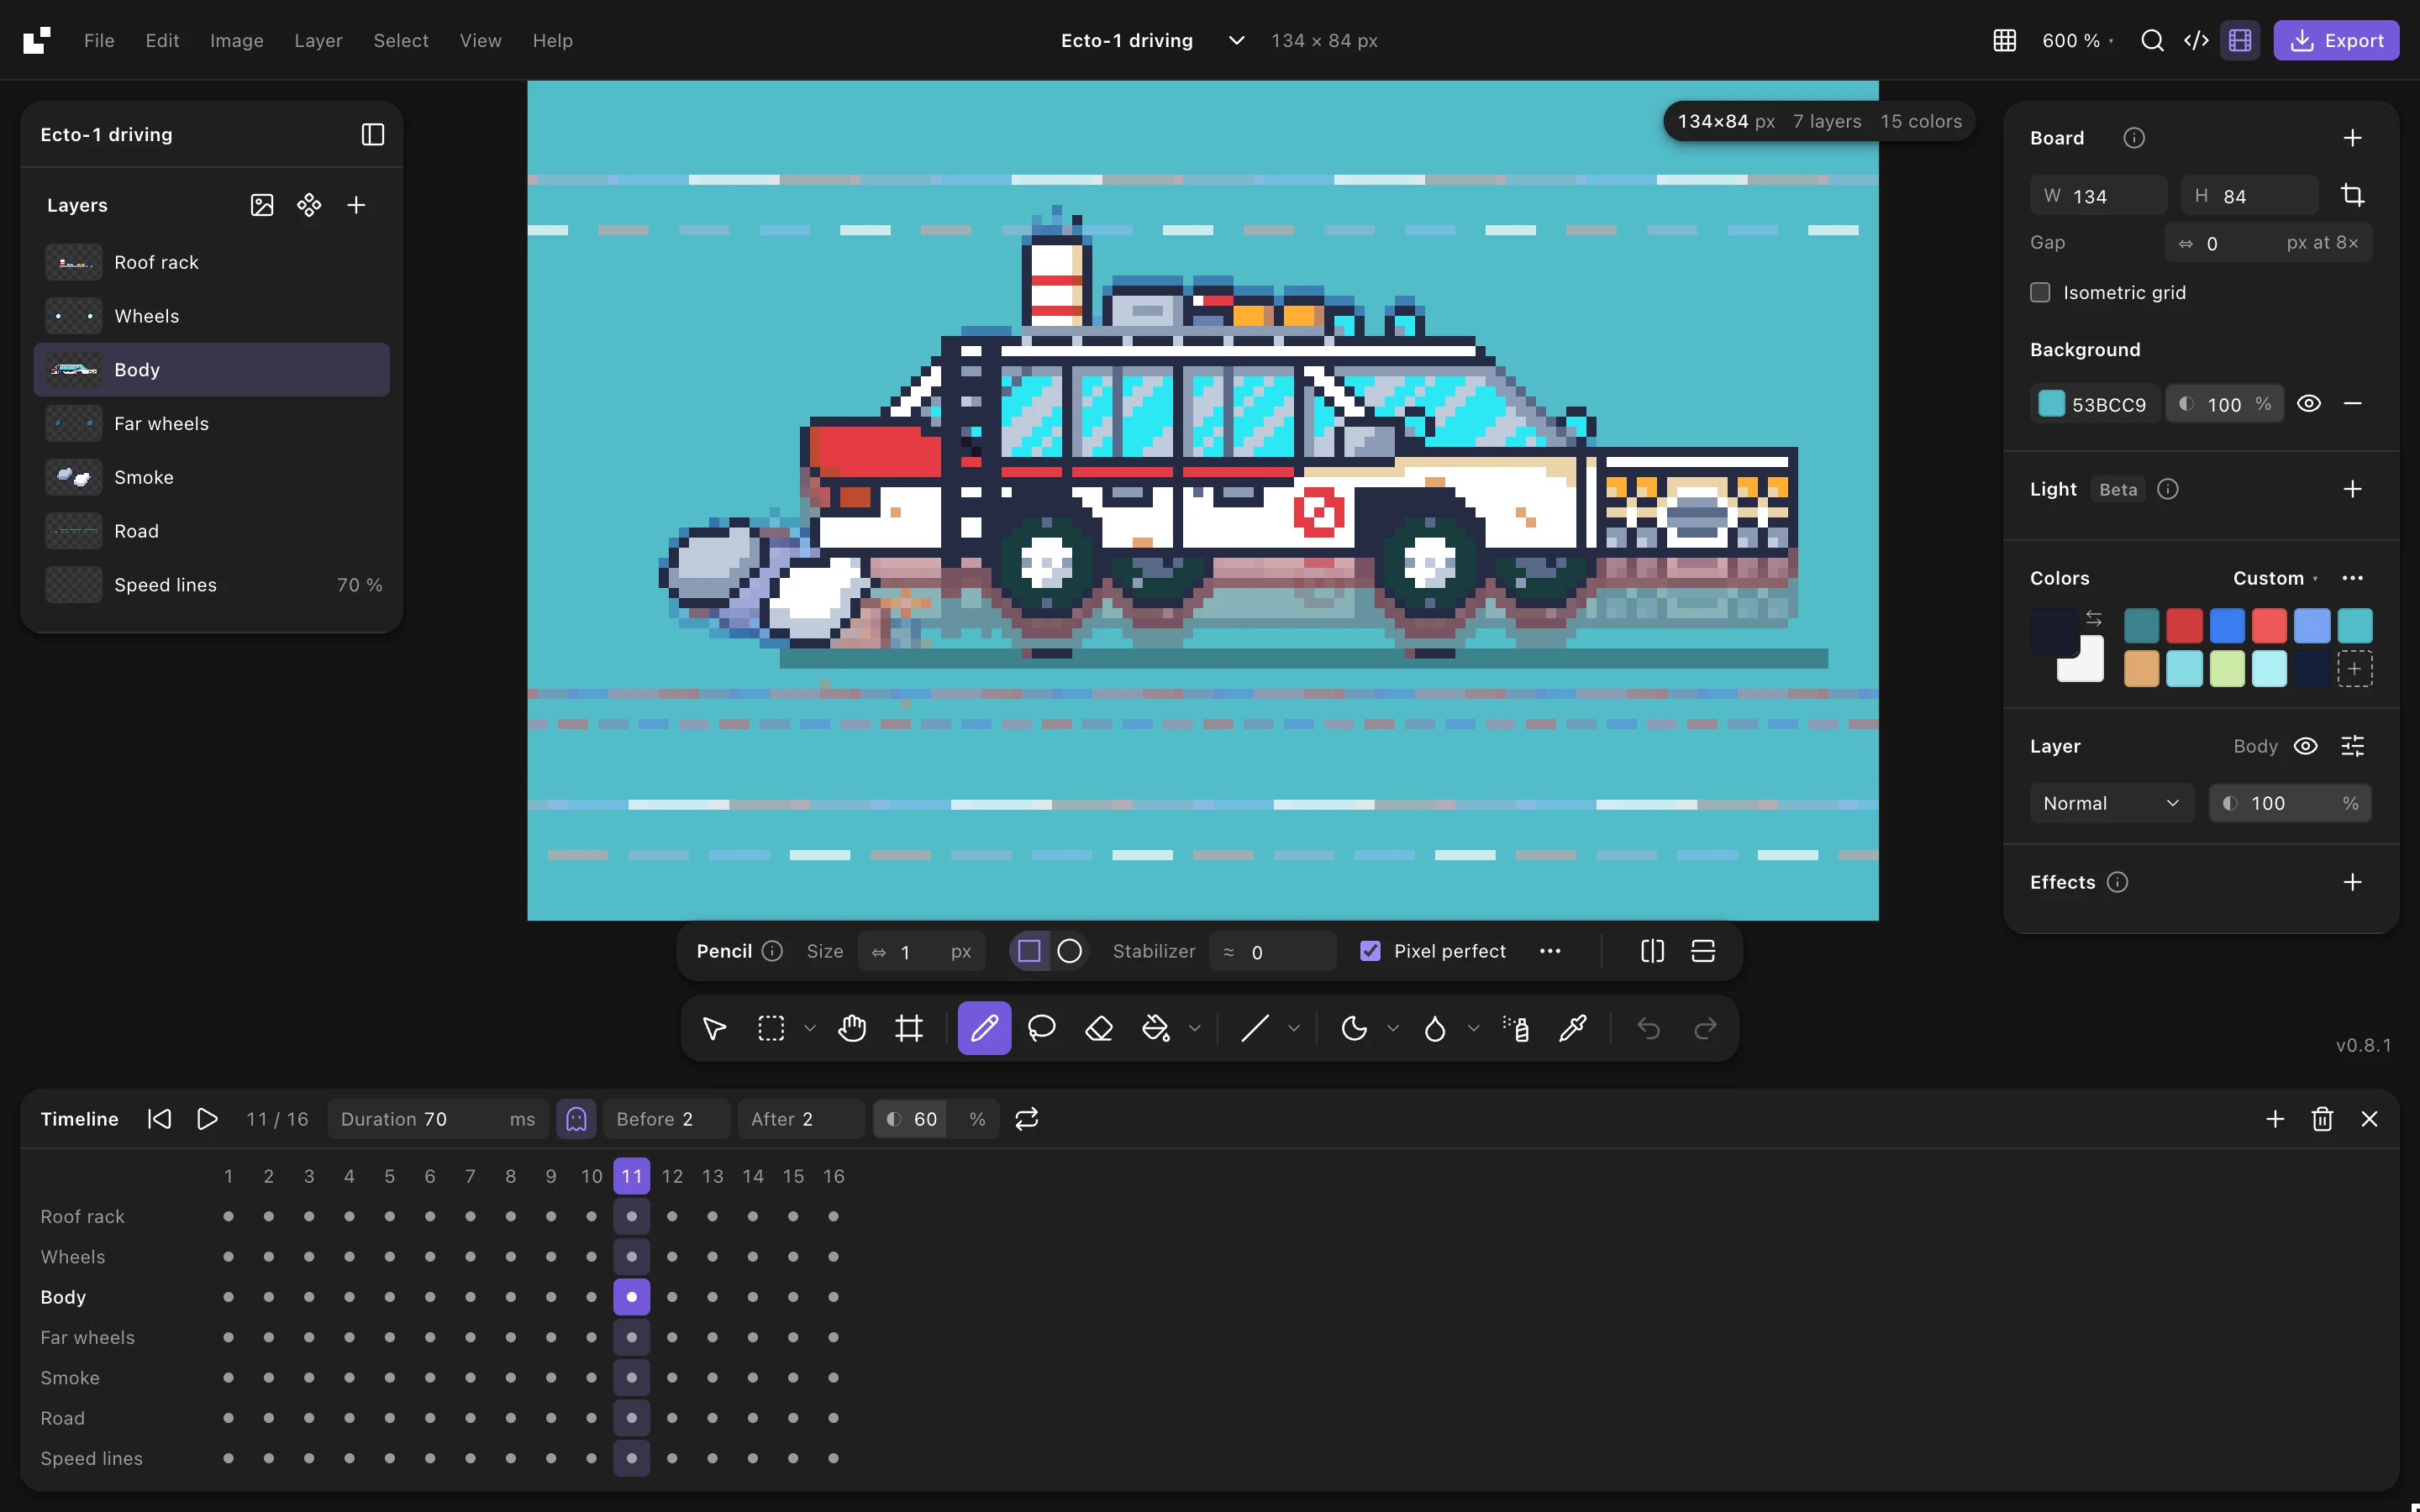 File Edit Image Layer Select View Help
Ecto-1 driving 134 × 84 px
600 %
Export
Ecto-1 driving
Layers
Roof rack
Wheels
Body
Far wheels
Smoke
Road
Speed lines 70 %
134×84 px 7 layers 15 colors
Board
W 134 H 84
Gap 0 px at 8×
Isometric grid
Background
53BCC9 100 %
Light Beta
Colors Custom
Layer Body
Normal 100 %
Effects
Pencil Size 1 px Stabilizer ≈ 0 Pixel perfect
v0.8.1
Timeline 11 / 16 Duration 70 ms Before 2 After 2 60 %
1 2 3 4 5 6 7 8 9 10 11 12 13 14 15 16
Roof rack
Wheels
Body
Far wheels
Smoke
Road
Speed lines